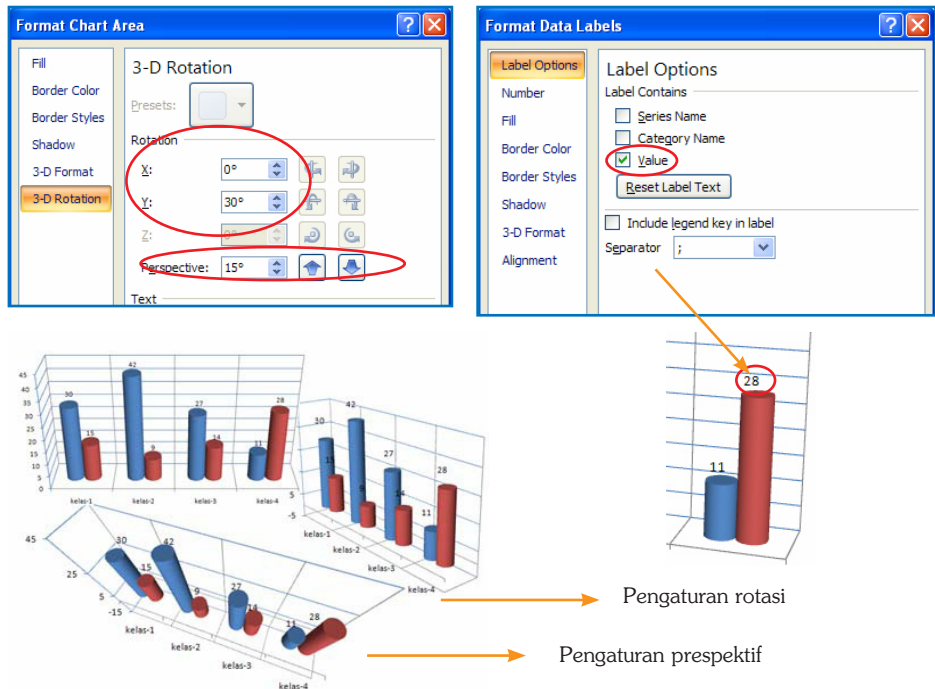 Format Chart Area
Fill
Border Color
Border Styles
Shadow
3-D Format
3-D Rotation
3-D Rotation
Presets:
Rotation
X: 0°
Y: 30°
Z: 0°
Perspective: 15°
Text
Format Data Labels
Label Options
Number
Fill
Border Color
Border Styles
Shadow
3-D Format
Alignment
Label Options
Label Contains
Series Name
Category Name
Value
Reset Label Text
Include legend key in label
Separator ;
45
40
35
30
25
20
15
10
5
0
30
15
42
9
27
14
11
28
kelas-1
kelas-2
kelas-3
kelas-4
30
15
42
9
27
14
11
28
5
-5
kelas-1
kelas-2
kelas-3
kelas-4
45
25
5
-15
30
15
42
9
27
14
11
28
kelas-1
kelas-2
kelas-3
kelas-4
28
11
Pengaturan rotasi
Pengaturan prespektif